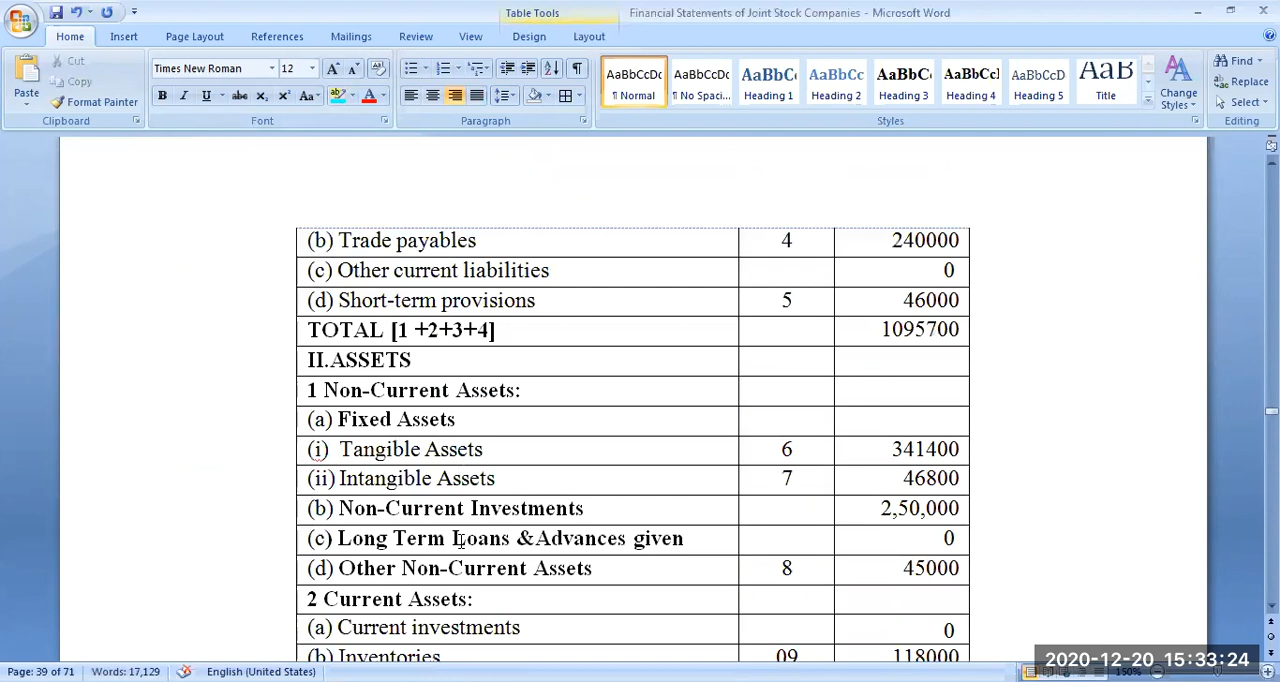 Table Tools
Financial Statements of Joint Stock Companies - Microsoft Word
Home Insert Page Layout References Mailings Review View Design Layout
Paste
Cut
Copy
Format Painter
Clipboard
Times New Roman 12
Font
Paragraph
AaBbCcDc ¶ Normal
AaBbCcDc ¶ No Spaci...
AaBbC Heading 1
AaBbCc Heading 2
AaBbCc Heading 3
AaBbCcI Heading 4
AaBbCcD Heading 5
AaB Title
Change Styles
Styles
Find
Replace
Select
Editing
(b) Trade payables 4 240000
(c) Other current liabilities 0
(d) Short-term provisions 5 46000
TOTAL [1 +2+3+4] 1095700
II.ASSETS
1 Non-Current Assets:
(a) Fixed Assets
(i) Tangible Assets 6 341400
(ii) Intangible Assets 7 46800
(b) Non-Current Investments 2,50,000
(c) Long Term Loans &Advances given 0
(d) Other Non-Current Assets 8 45000
2 Current Assets:
(a) Current investments 0
(b) Inventories 09 118000
Page: 39 of 71 Words: 17,129 English (United States) 150%
2020-12-20 15:33:24